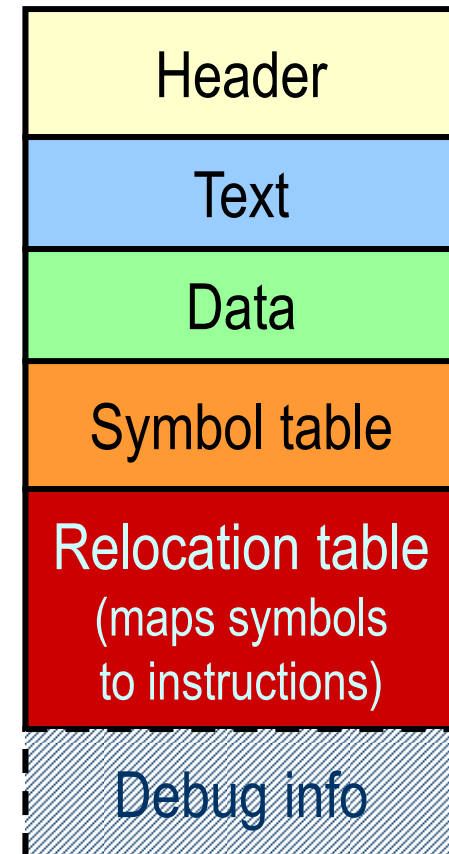 Header
Text
Data
Symbol table
Relocation table
(maps symbols
to instructions)
Debug info